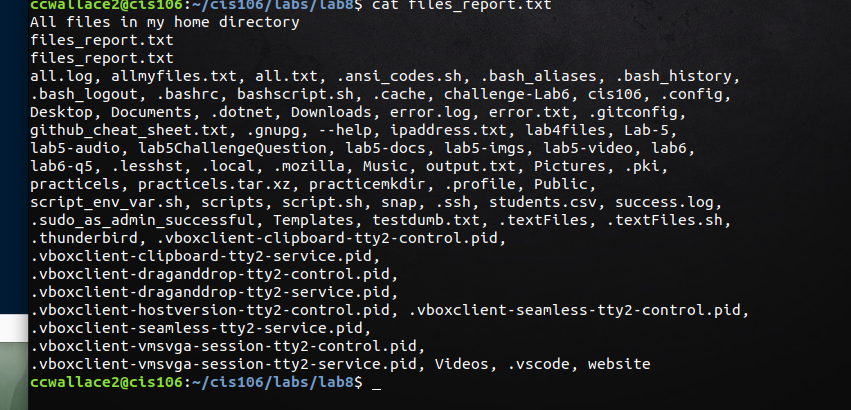 ccwallace2@cis106:~/cis106/labs/lab8$ cat files_report.txt
All files in my home directory
files_report.txt
files_report.txt
all.log, allmyfiles.txt, all.txt, .ansi_codes.sh, .bash_aliases, .bash_history,
.bash_logout, .bashrc, bashscript.sh, .cache, challenge-Lab6, cis106, .config,
Desktop, Documents, .dotnet, Downloads, error.log, error.txt, .gitconfig,
github_cheat_sheet.txt, .gnupg, --help, ipaddress.txt, lab4files, Lab-5,
lab5-audio, lab5ChallengeQuestion, lab5-docs, lab5-imgs, lab5-video, lab6,
lab6-q5, .lesshst, .local, .mozilla, Music, output.txt, Pictures, .pki,
practicels, practicels.tar.xz, practicemkdir, .profile, Public,
script_env_var.sh, scripts, script.sh, snap, .ssh, students.csv, success.log,
.sudo_as_admin_successful, Templates, testdumb.txt, .textFiles, .textFiles.sh,
.thunderbird, .vboxclient-clipboard-tty2-control.pid,
.vboxclient-clipboard-tty2-service.pid,
.vboxclient-draganddrop-tty2-control.pid,
.vboxclient-draganddrop-tty2-service.pid,
.vboxclient-hostversion-tty2-control.pid, .vboxclient-seamless-tty2-control.pid,
.vboxclient-seamless-tty2-service.pid,
.vboxclient-vmsvga-session-tty2-control.pid,
.vboxclient-vmsvga-session-tty2-service.pid, Videos, .vscode, website
ccwallace2@cis106:~/cis106/labs/lab8$ _